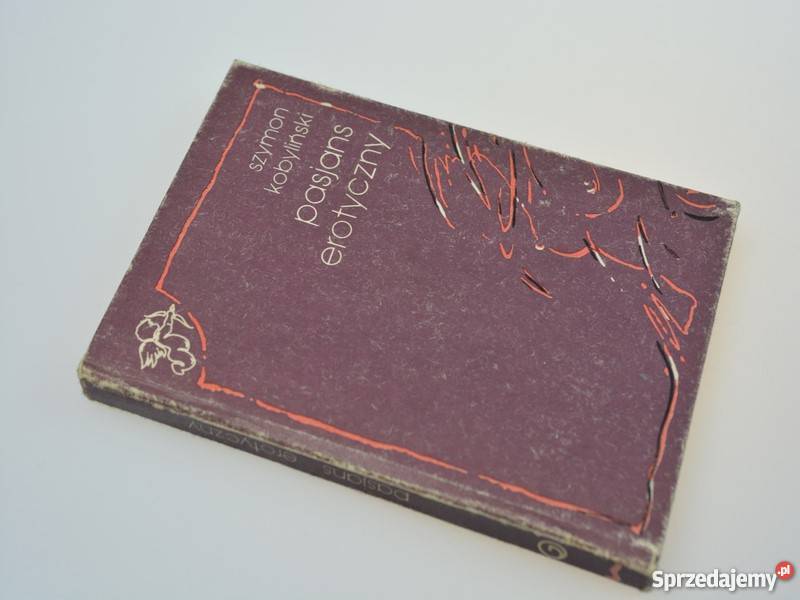 szymon
kobyliński
pasjans
erotyczny
pasjans
erotyczny
Sprzedajemy.pl